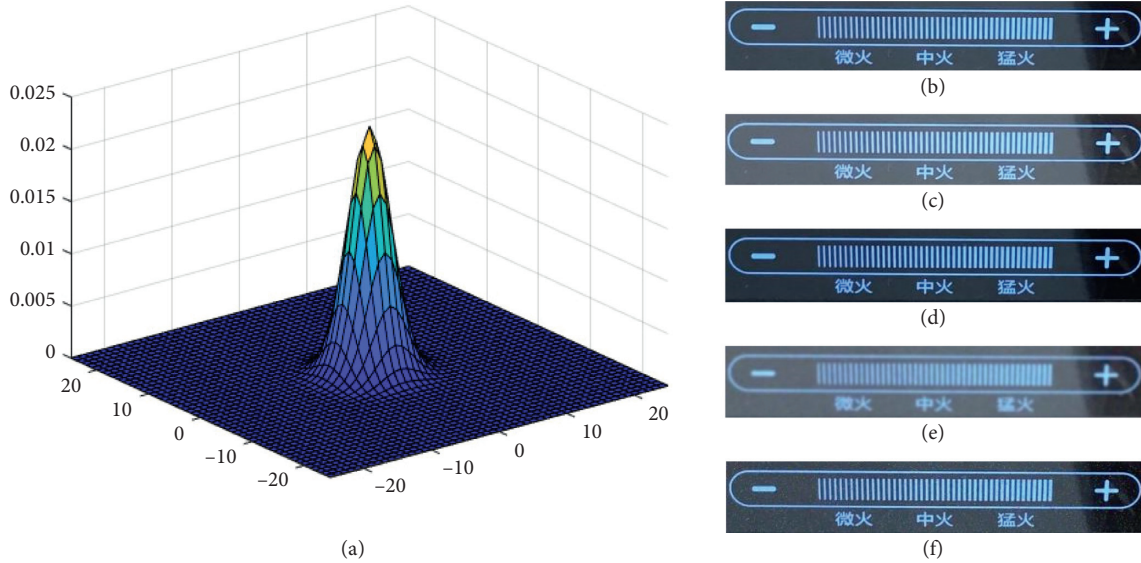 0.025
0.02
0.015
0.01
0.005
0
20
10
0
–10
–20
–20
–10
0
10
20
(a)
− +
微火 中火 猛火
(b)
− +
微火 中火 猛火
(c)
− +
微火 中火 猛火
(d)
− +
微火 中火 猛火
(e)
− +
微火 中火 猛火
(f)